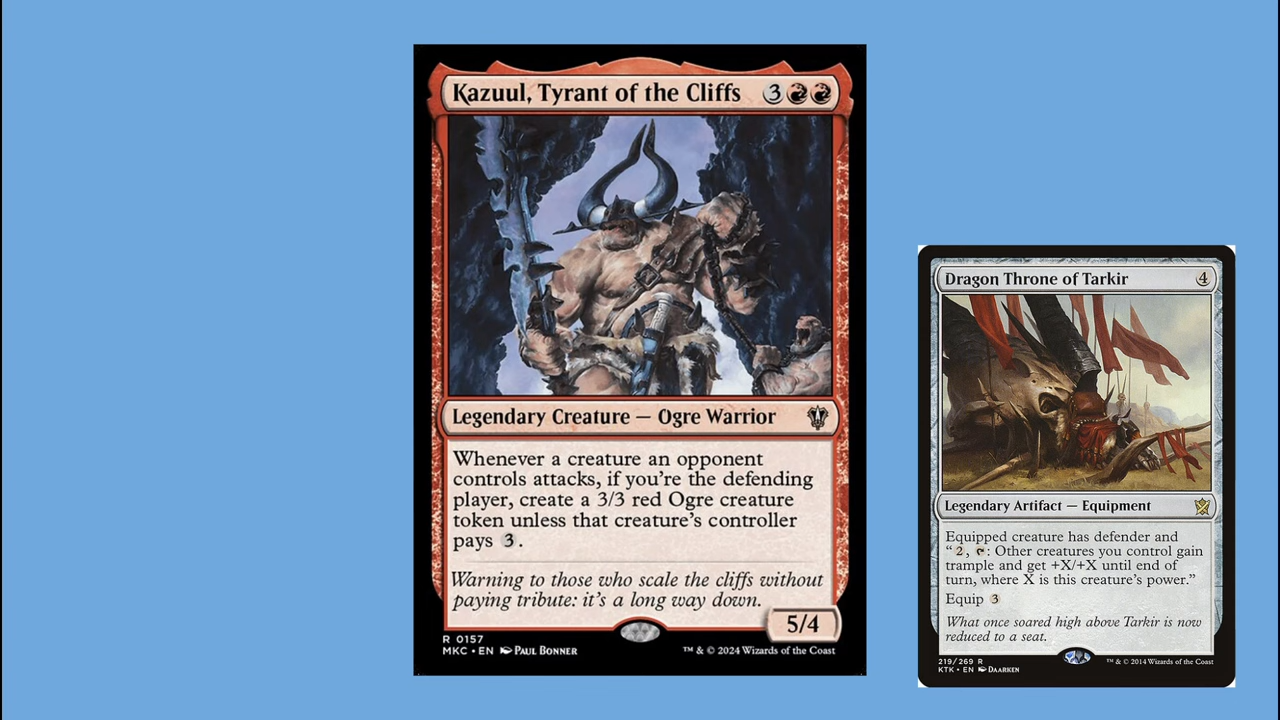 Kazuul, Tyrant of the Cliffs 3
Legendary Creature — Ogre Warrior
Whenever a creature an opponent
controls attacks, if you're the defending
player, create a 3/3 red Ogre creature
token unless that creature's controller
pays 3.
Warning to those who scale the cliffs without
paying tribute: it's a long way down.
5/4
R 0157
MKC • EN PAUL BONNER
™ & © 2024 Wizards of the Coast
Dragon Throne of Tarkir 4
Legendary Artifact — Equipment
Equipped creature has defender and
"2, T: Other creatures you control gain
trample and get +X/+X until end of
turn, where X is this creature's power."
Equip 3
What once soared high above Tarkir is now
reduced to a seat.
219/269 R
KTK • EN DAARKEN
™ & © 2014 Wizards of the Coast